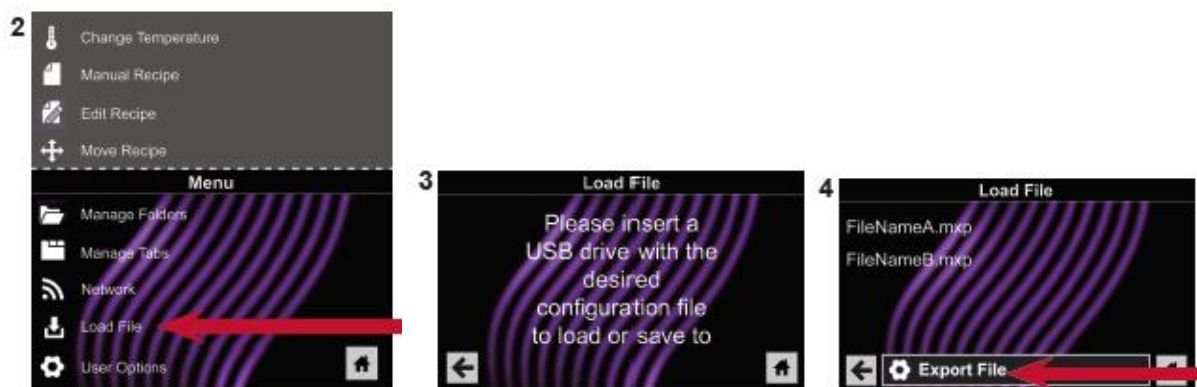 2
Change Temperature
Manual Recipe
Edit Recipe
Move Recipe
Menu
Manage Folders
Manage Tabs
Network
Load File
User Options
3
Load File
Please insert a
USB drive with the
desired
configuration file
to load or save to
4
Load File
FileNameA.mxp
FileNameB.mxp
Export File